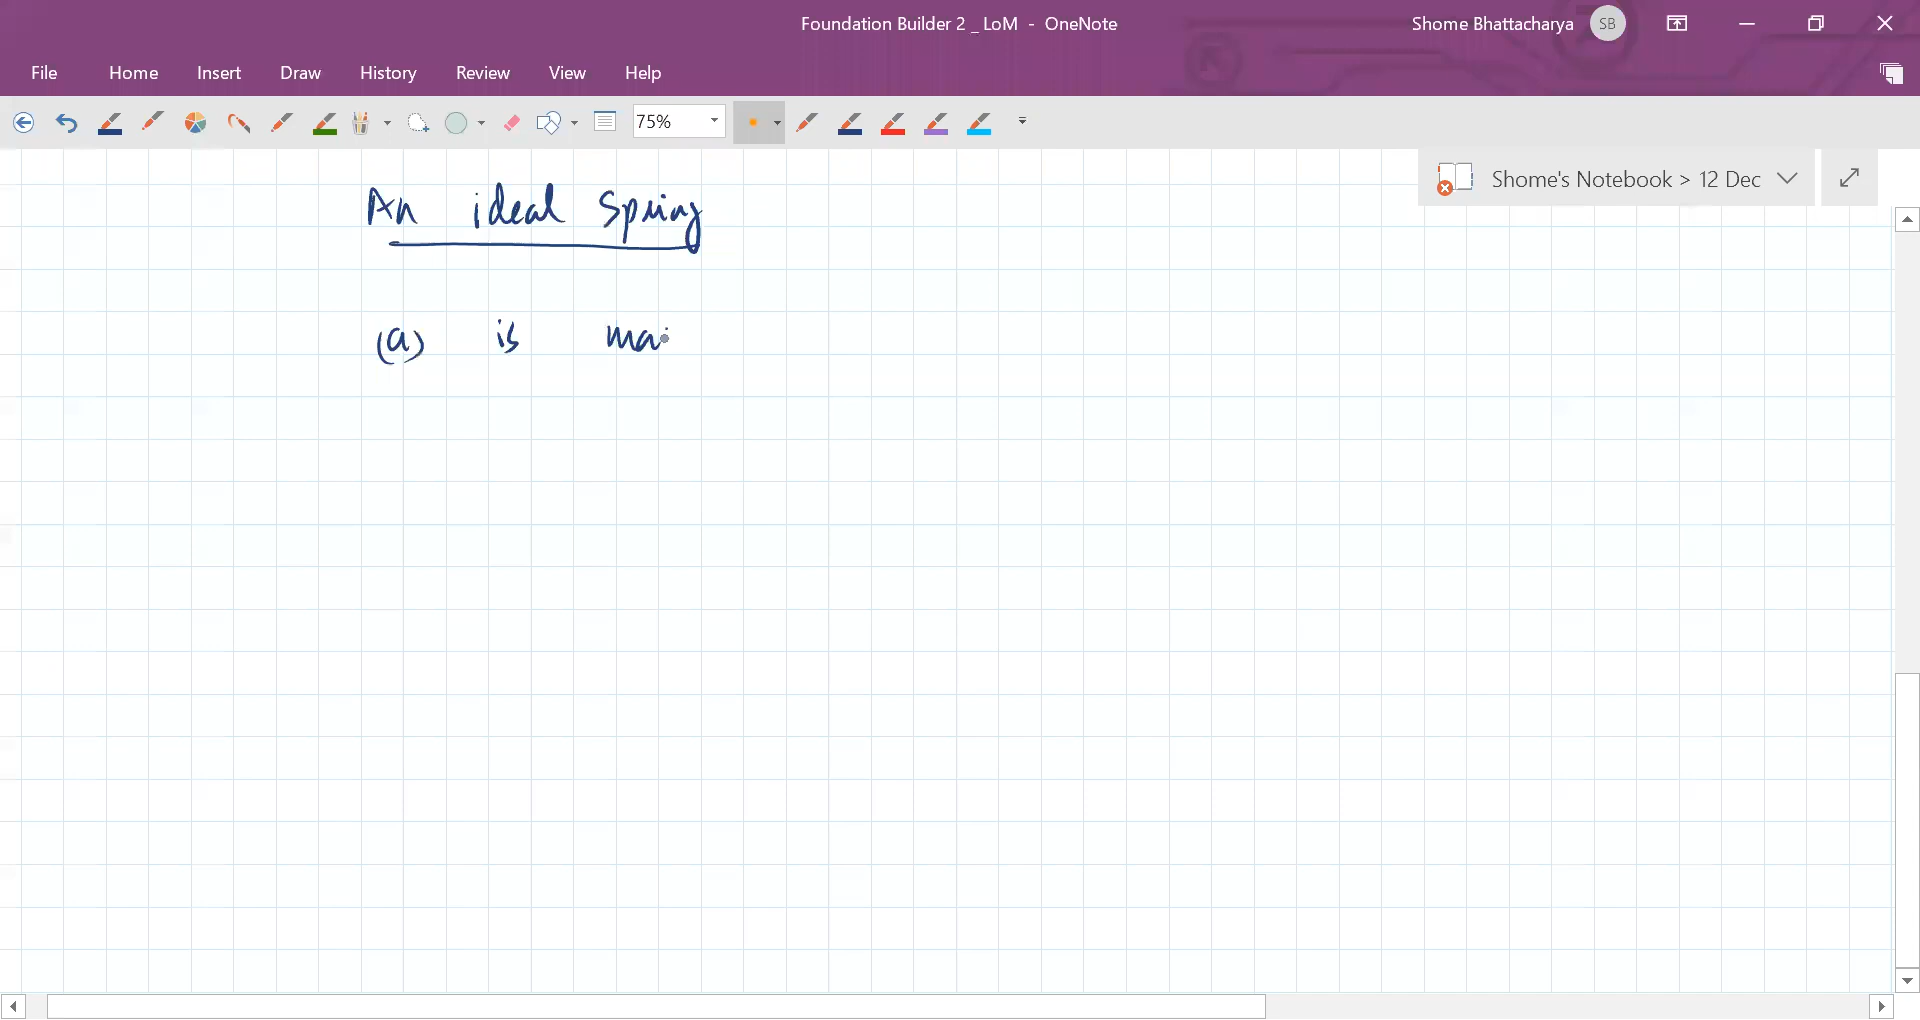 Foundation Builder 2 _ LoM - OneNote
Shome Bhattacharya SB
File Home Insert Draw History Review View Help
75%
Shome's Notebook > 12 Dec
An ideal Spring
(a) is ma